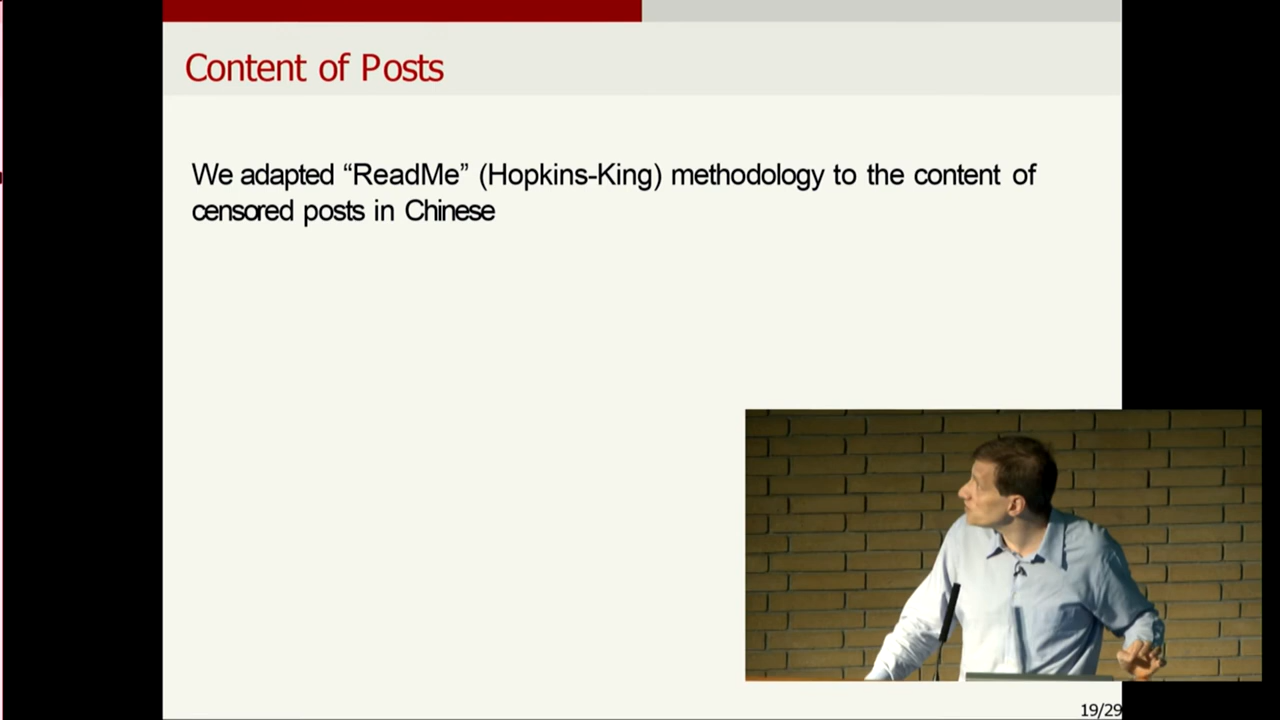 Content of Posts
We adapted “ReadMe” (Hopkins-King) methodology to the content of
censored posts in Chinese
19/29